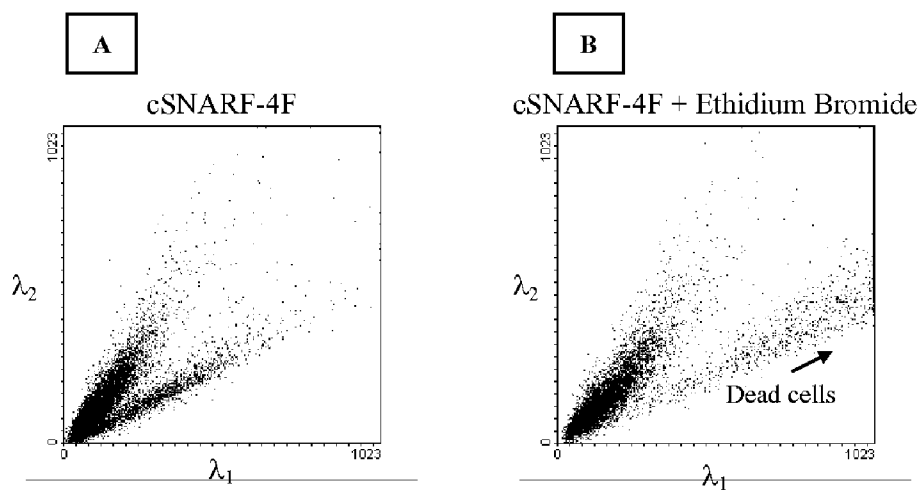 A
cSNARF-4F
1023
λ2
0
0
1023
λ1
B
cSNARF-4F + Ethidium Bromide
1023
λ2
Dead cells
0
0
1023
λ1